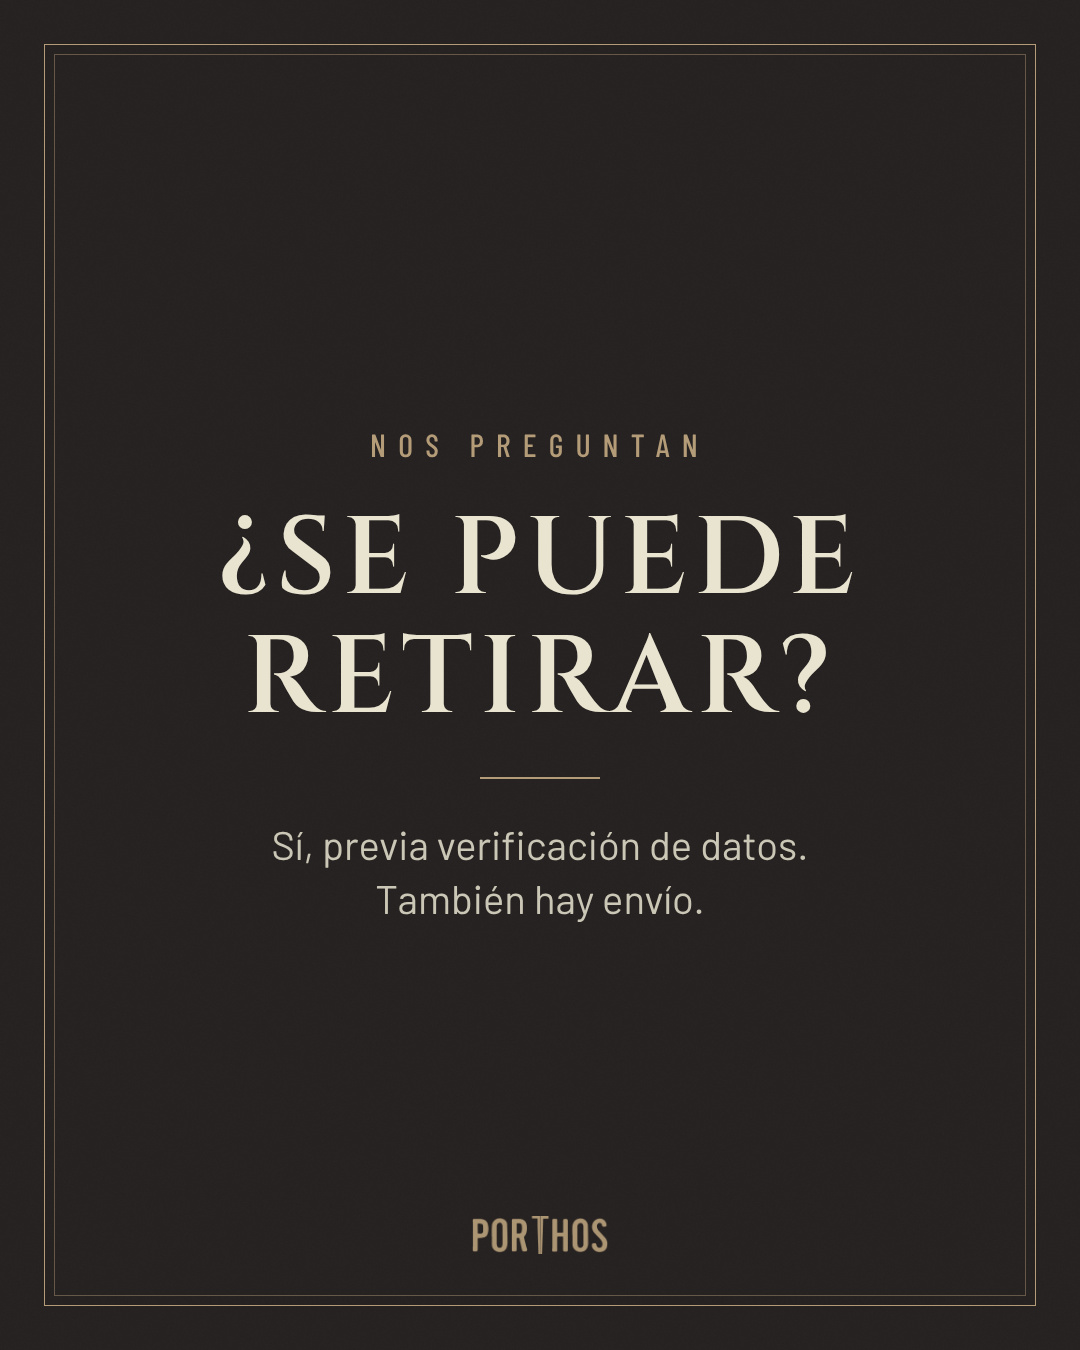 NOS PREGUNTAN
¿SE PUEDE
RETIRAR?
Sí, previa verificación de datos.
También hay envío.
PORTHOS